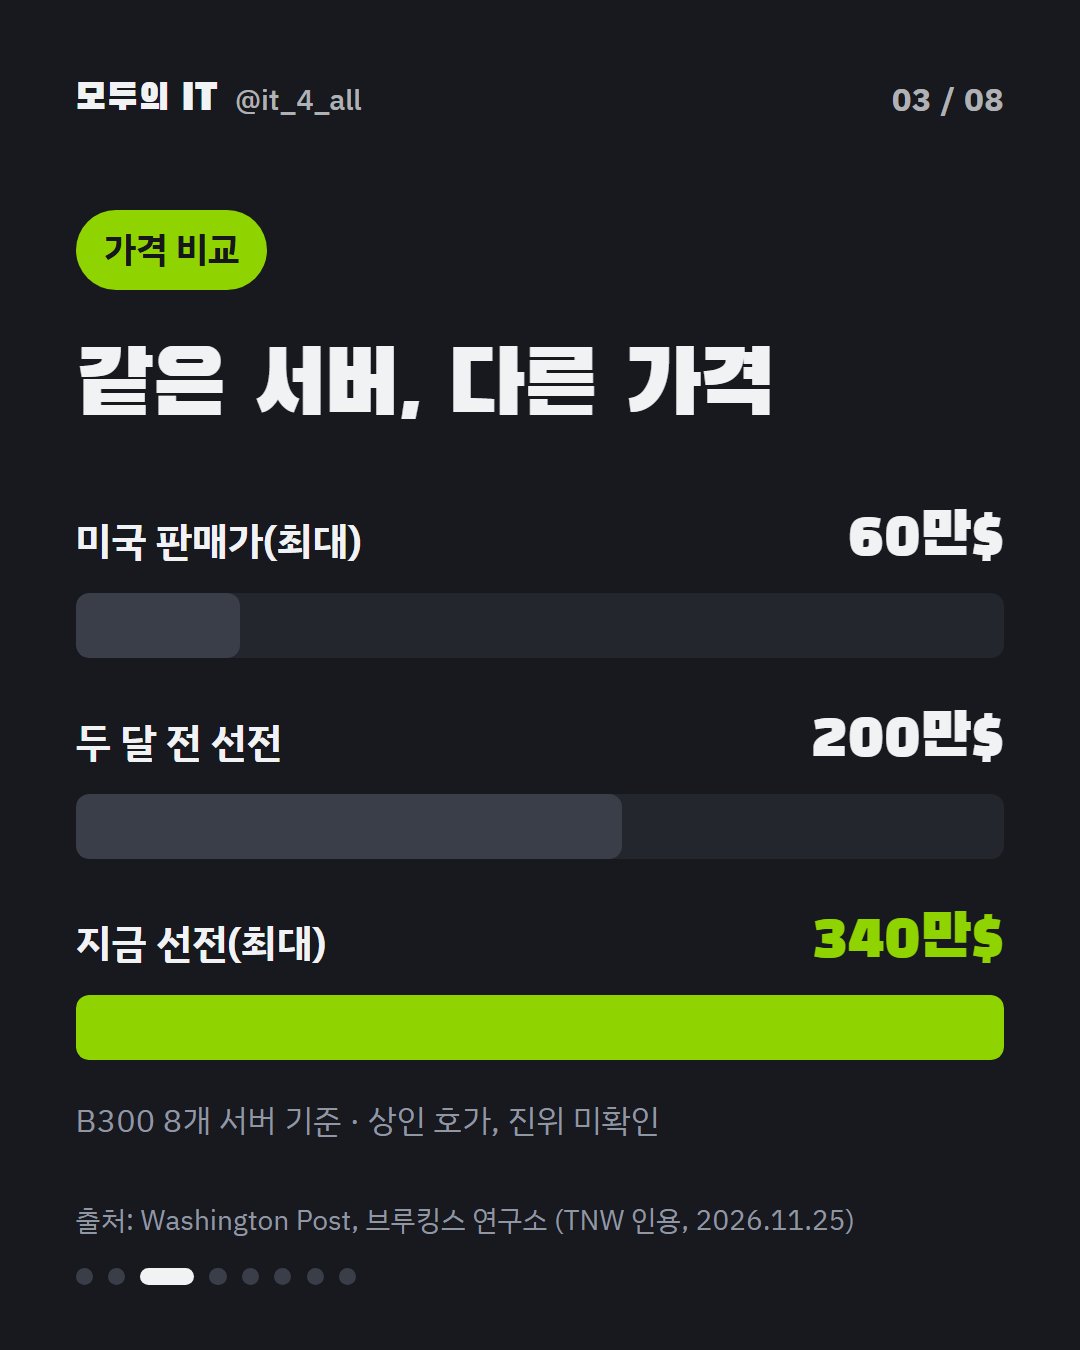 모두의 IT @it_4_all
03 / 08
가격 비교
같은 서버, 다른 가격
미국 판매가(최대)
60만$
두 달 전 선전
200만$
지금 선전(최대)
340만$
B300 8개 서버 기준 · 상인 호가, 진위 미확인
출처: Washington Post, 브루킹스 연구소 (TNW 인용, 2026.11.25)